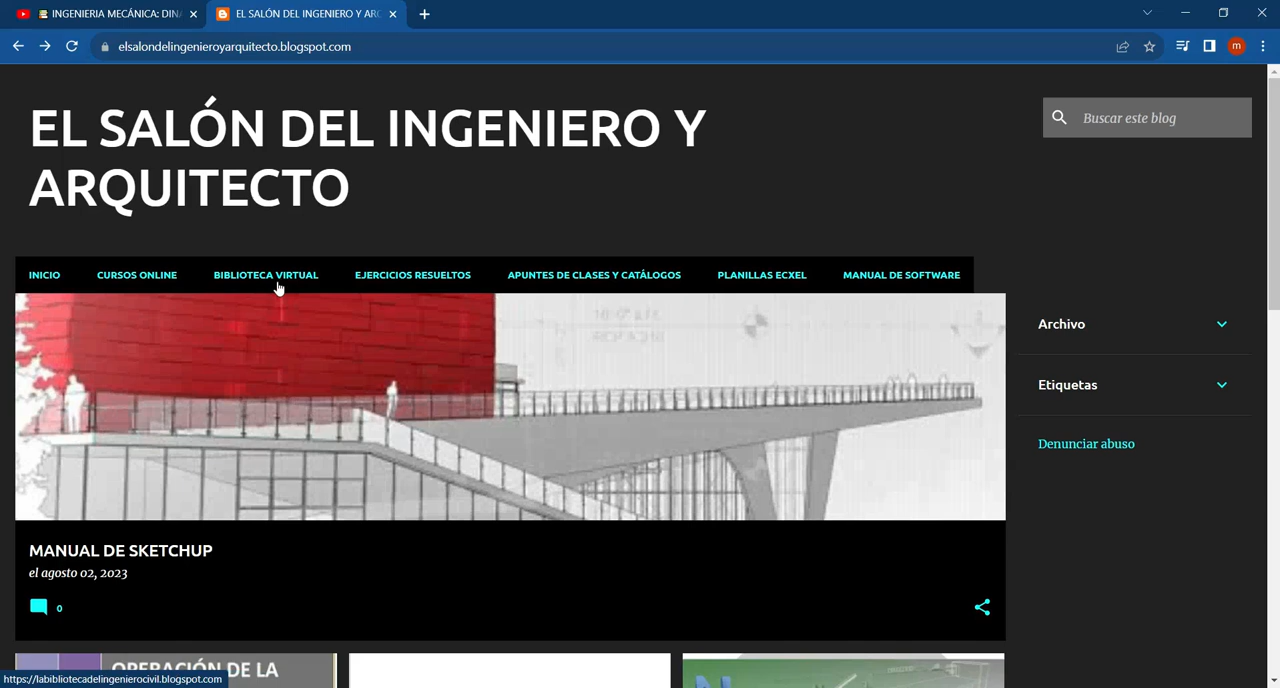 INGENIERIA MECÁNICA: DINA
EL SALÓN DEL INGENIERO Y ARQ
elsalondelingenieroyarquitecto.blogspot.com
m
EL SALÓN DEL INGENIERO Y
ARQUITECTO
Buscar este blog
INICIO
CURSOS ONLINE
BIBLIOTECA VIRTUAL
EJERCICIOS RESUELTOS
APUNTES DE CLASES Y CATÁLOGOS
PLANILLAS ECXEL
MANUAL DE SOFTWARE
Archivo
Etiquetas
Denunciar abuso
MANUAL DE SKETCHUP
el agosto 02, 2023
0
OPERACIÓN DE LA
https://labibliotecadelingenierocivil.blogspot.com